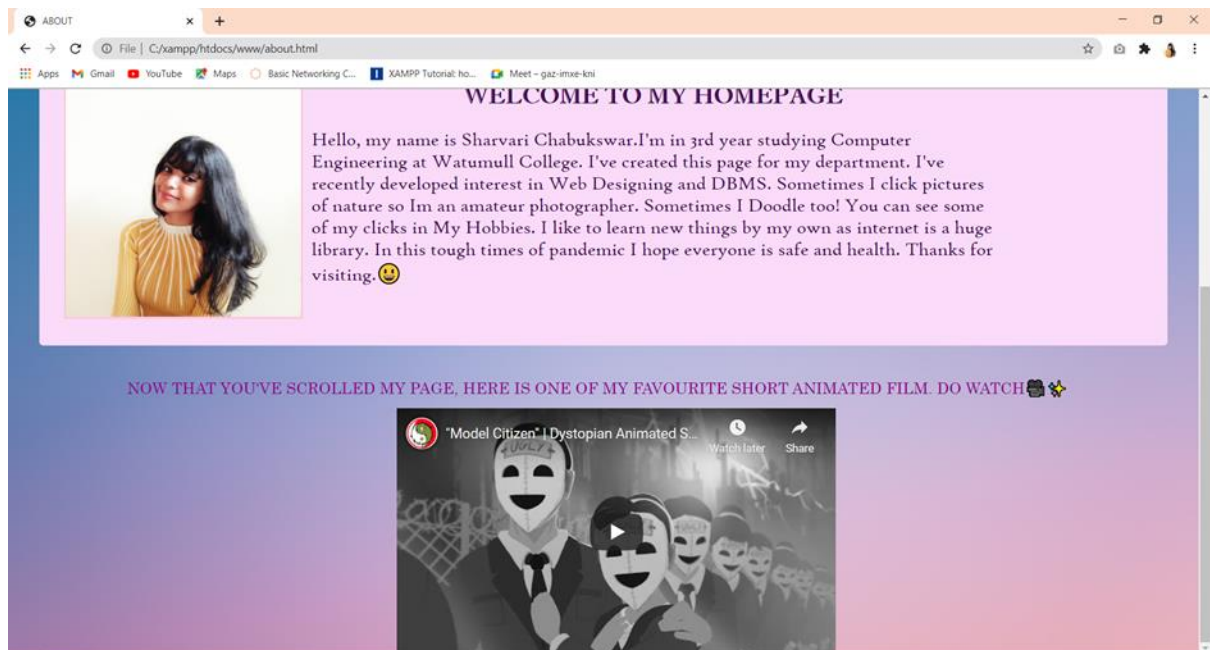 ABOUT
File | C:/xampp/htdocs/www/about.html
Apps Gmail YouTube Maps Basic Networking C... XAMPP Tutorial: ho... Meet – gaz-imxe-kni
WELCOME TO MY HOMEPAGE
Hello, my name is Sharvari Chabukswar.I'm in 3rd year studying Computer
Engineering at Watumull College. I've created this page for my department. I've
recently developed interest in Web Designing and DBMS. Sometimes I click pictures
of nature so Im an amateur photographer. Sometimes I Doodle too! You can see some
of my clicks in My Hobbies. I like to learn new things by my own as internet is a huge
library. In this tough times of pandemic I hope everyone is safe and health. Thanks for
visiting.😃
NOW THAT YOU'VE SCROLLED MY PAGE, HERE IS ONE OF MY FAVOURITE SHORT ANIMATED FILM. DO WATCH🎥✨
"Model Citizen" | Dystopian Animated S...
Watch later Share
UGLY